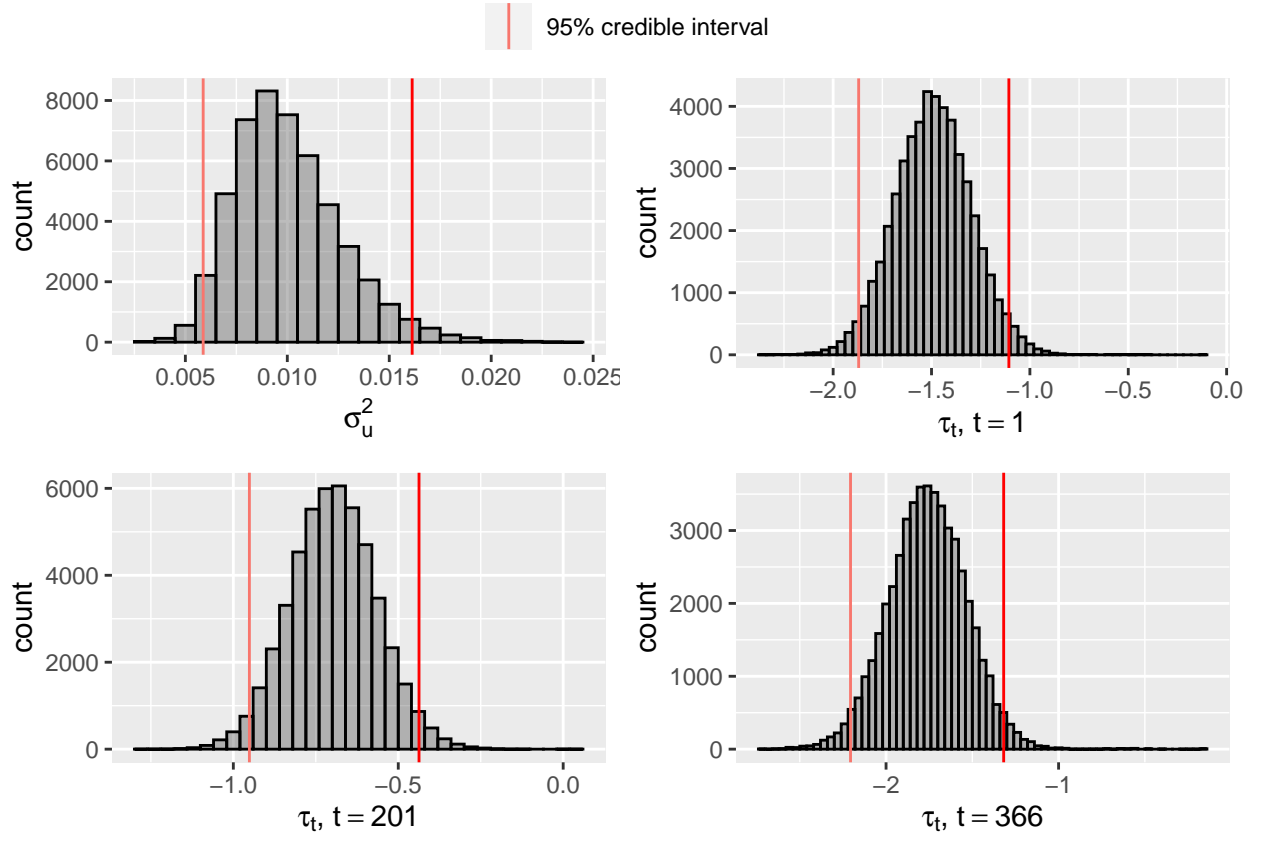 95% credible interval
count
8000
6000
4000
2000
0
0.005 0.010 0.015 0.020 0.025
σ²ᵤ
count
4000
3000
2000
1000
0
−2.0 −1.5 −1.0 −0.5 0.0
τₜ, t = 1
count
6000
4000
2000
0
−1.0 −0.5 0.0
τₜ, t = 201
count
3000
2000
1000
0
−2 −1
τₜ, t = 366